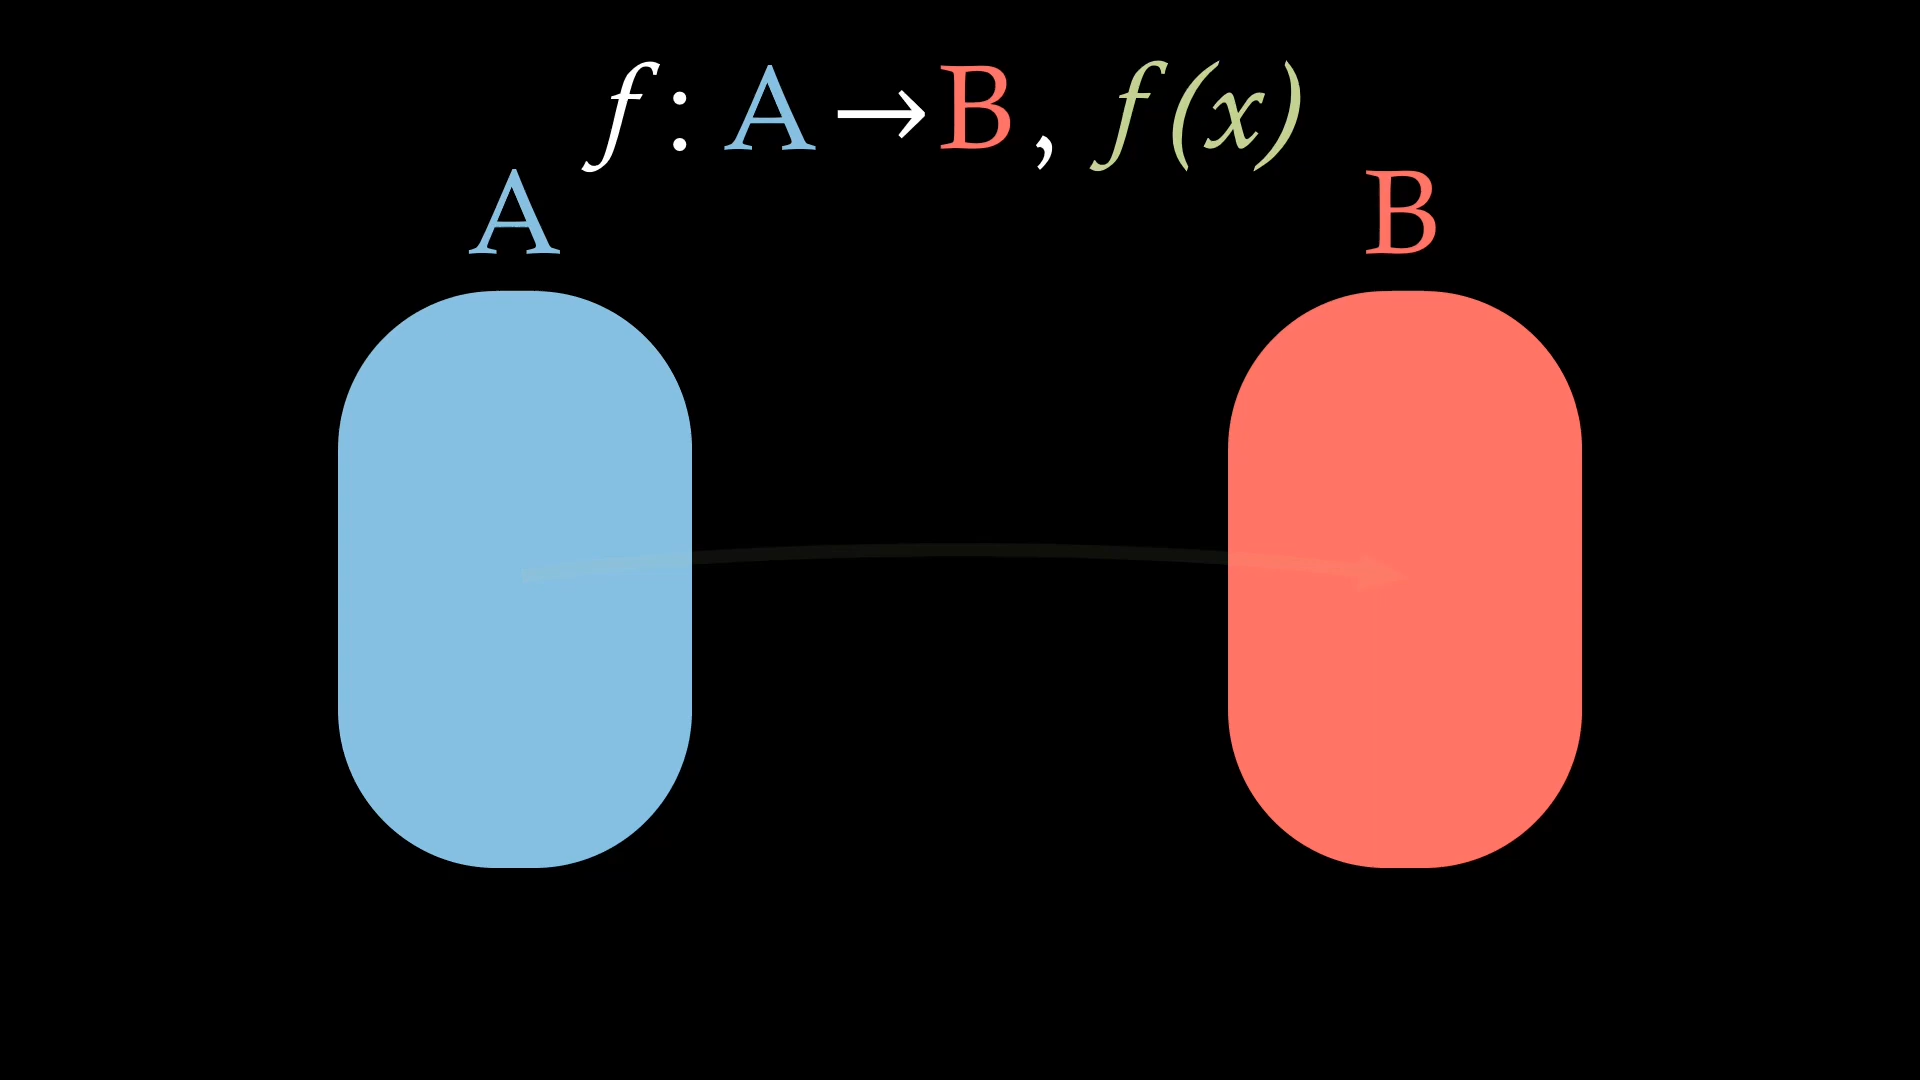 f : A → B, f(x)
A
B